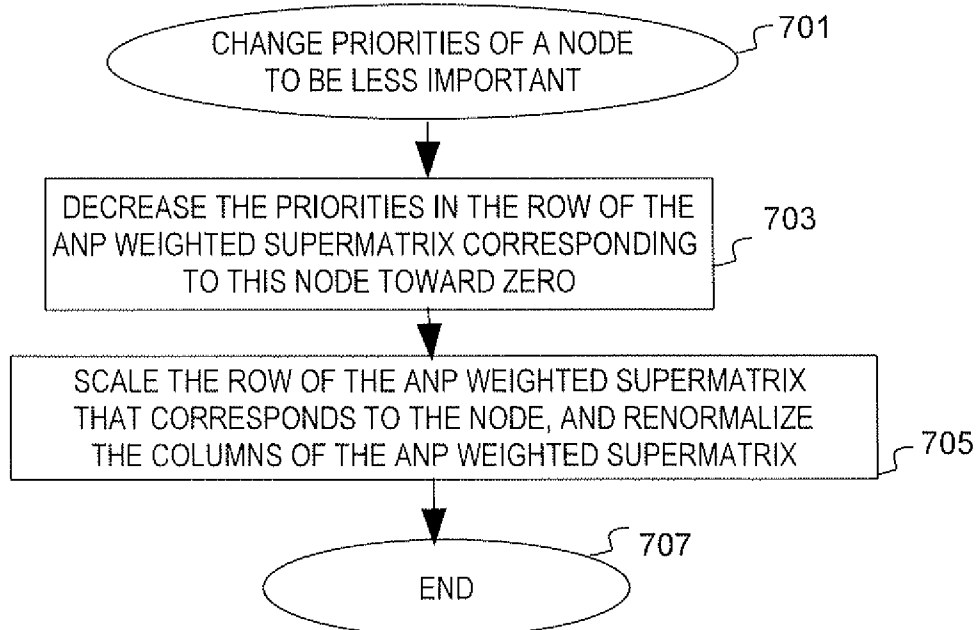 CHANGE PRIORITIES OF A NODE
TO BE LESS IMPORTANT
701
DECREASE THE PRIORITIES IN THE ROW OF THE
ANP WEIGHTED SUPERMATRIX CORRESPONDING
TO THIS NODE TOWARD ZERO
703
SCALE THE ROW OF THE ANP WEIGHTED SUPERMATRIX
THAT CORRESPONDS TO THE NODE, AND RENORMALIZE
THE COLUMNS OF THE ANP WEIGHTED SUPERMATRIX
705
707
END